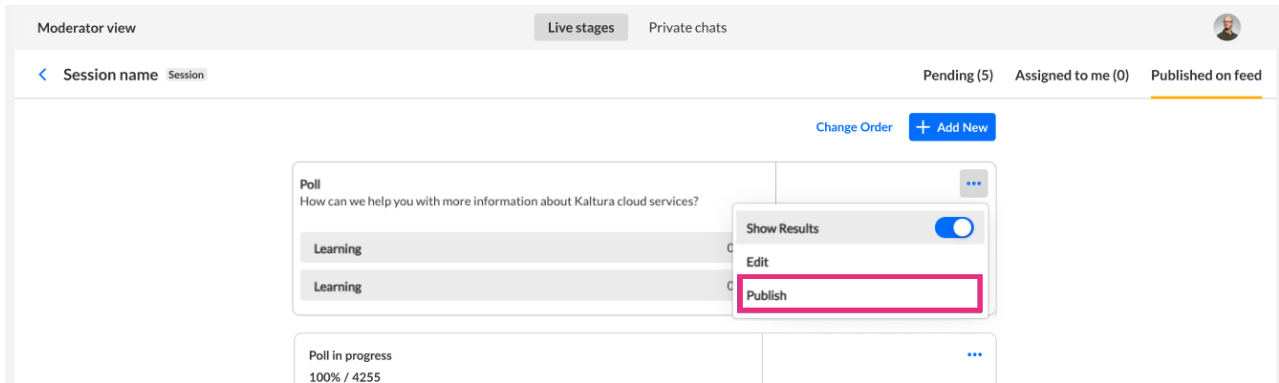 Moderator view
Live stages
Private chats
Session name Session
Pending (5)
Assigned to me (0)
Published on feed
Change Order
+ Add New
Poll
How can we help you with more information about Kaltura cloud services?
Show Results
Learning
Edit
Learning
Publish
Poll in progress
100% / 4255